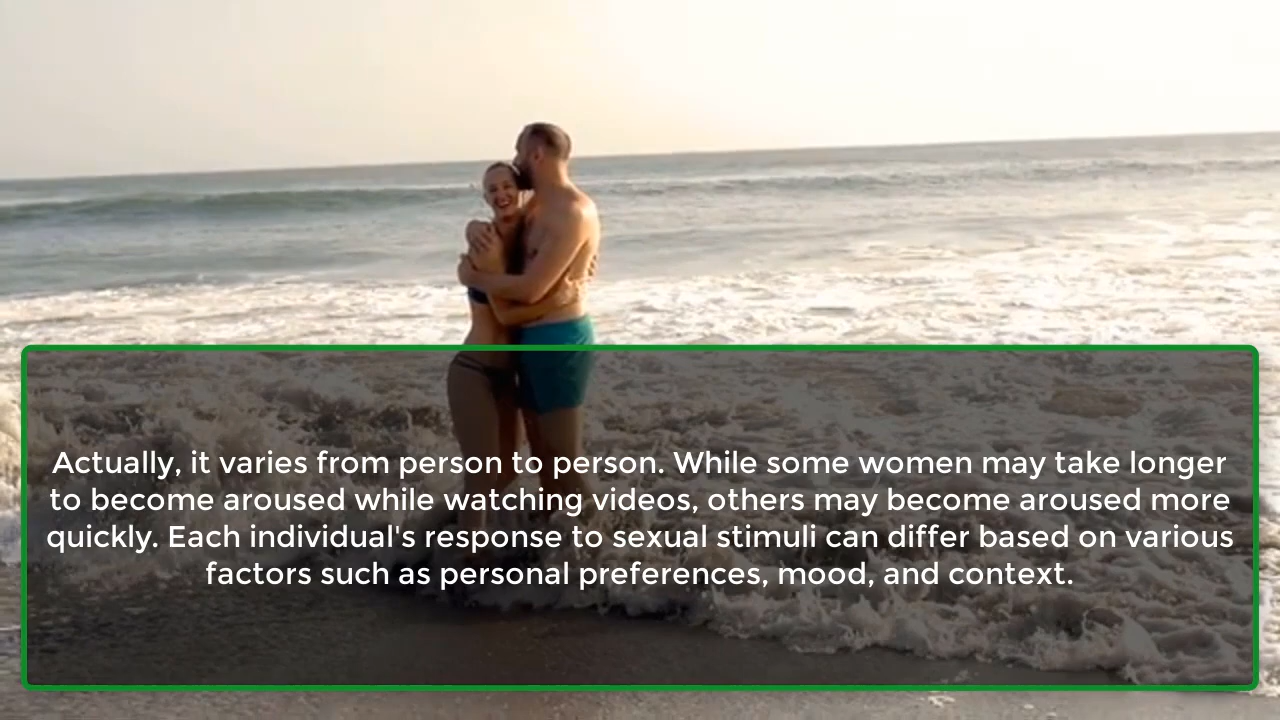 Actually, it varies from person to person. While some women may take longer
to become aroused while watching videos, others may become aroused more
quickly. Each individual's response to sexual stimuli can differ based on various
factors such as personal preferences, mood, and context.